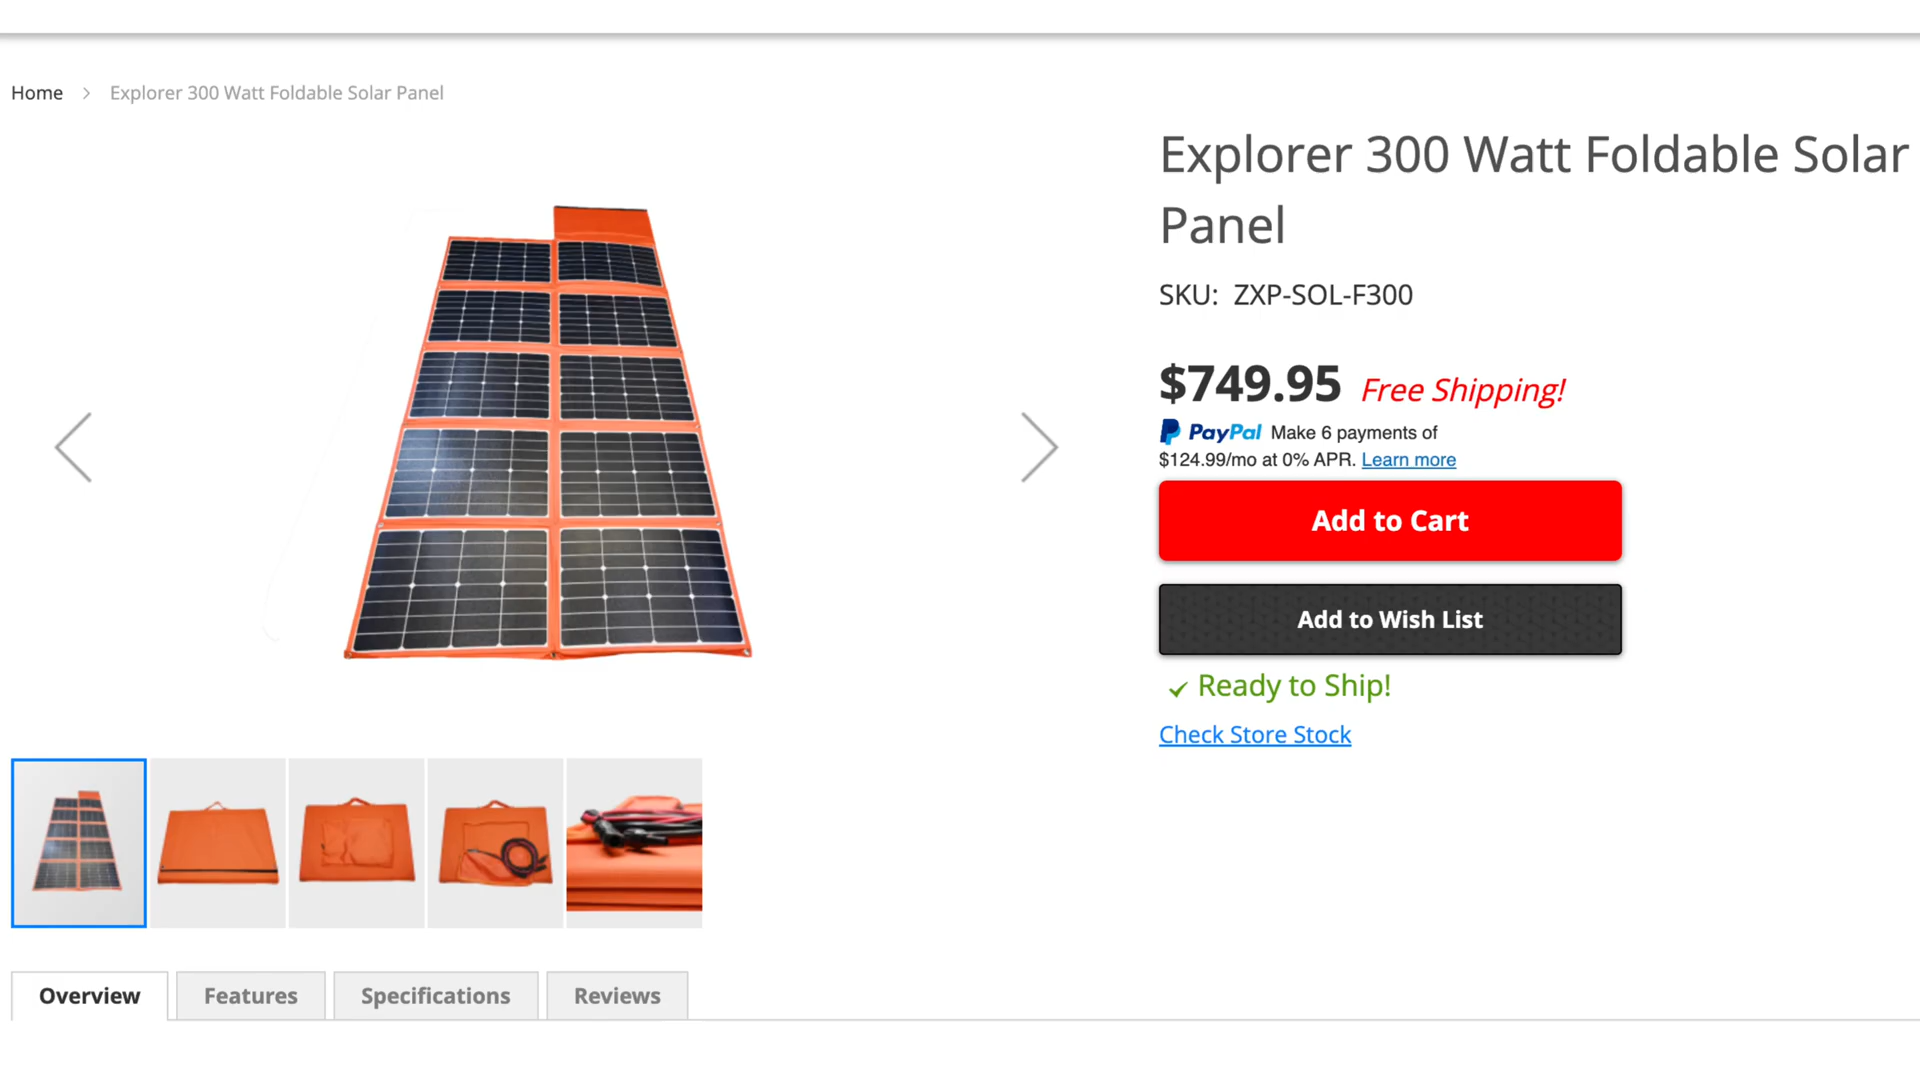 Home > Explorer 300 Watt Foldable Solar Panel
Explorer 300 Watt Foldable Solar
Panel
SKU: ZXP-SOL-F300
$749.95 Free Shipping!
PayPal Make 6 payments of
$124.99/mo at 0% APR. Learn more
Add to Cart
Add to Wish List
Ready to Ship!
Check Store Stock
Overview Features Specifications Reviews